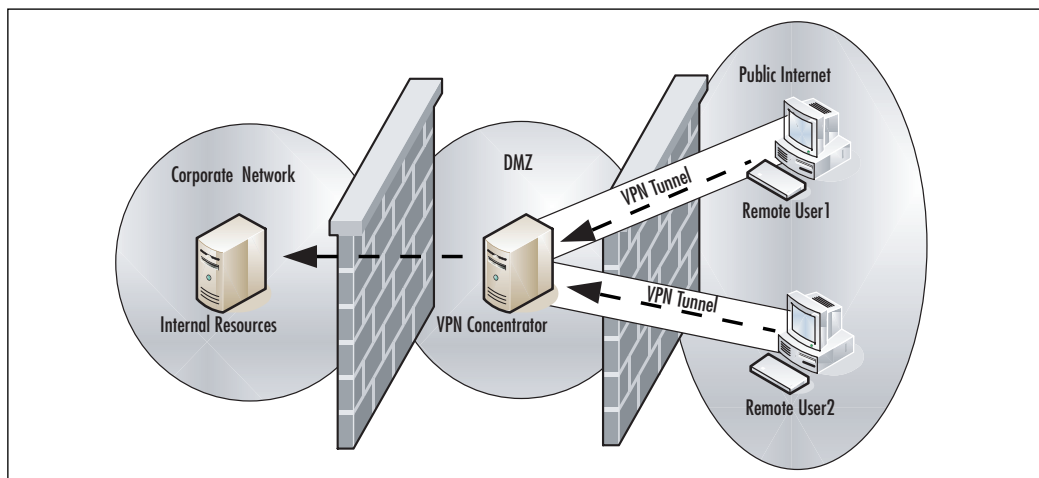 Public Internet
DMZ
Corporate Network
VPN Tunnel
Remote User1
VPN Tunnel
Internal Resources
VPN Concentrator
Remote User2